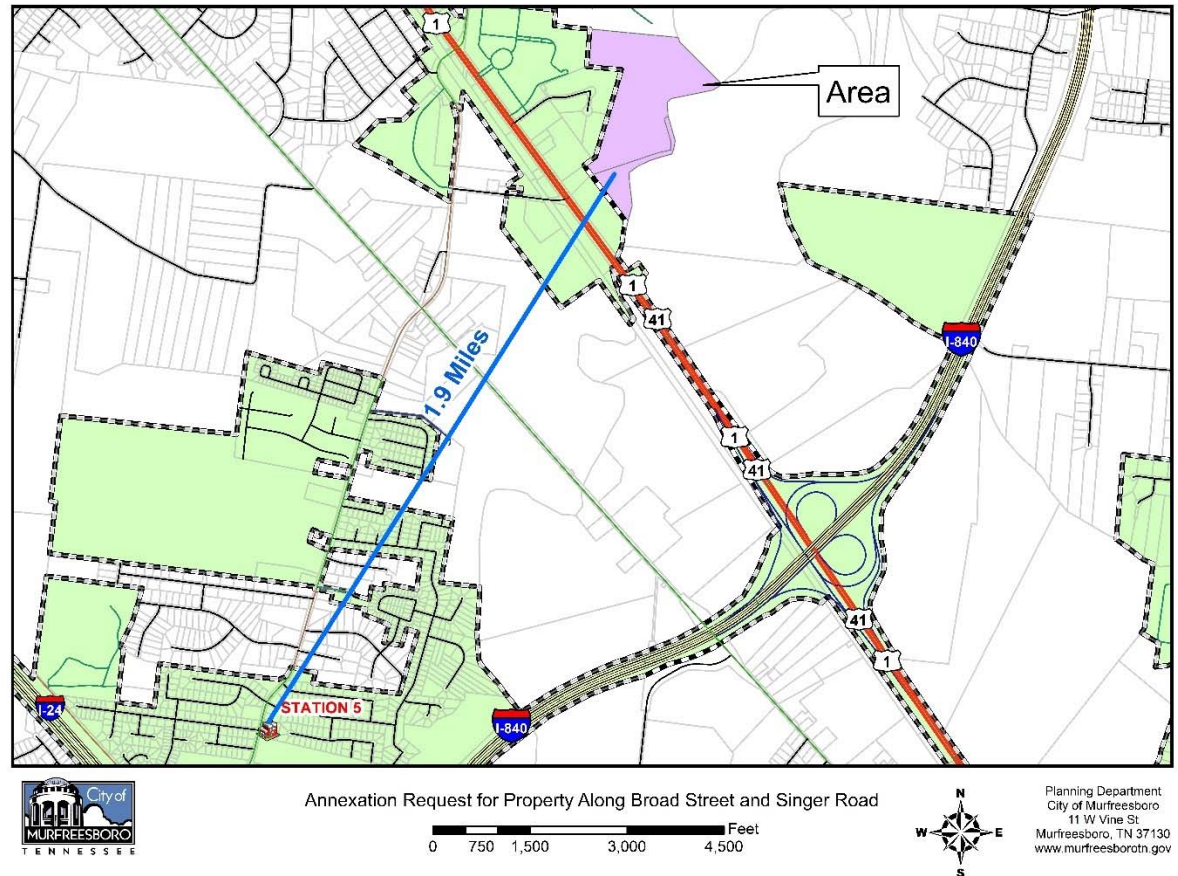 1
Area
1
41
I-840
1.9 Miles
1
41
41
1
STATION 5
I-24
I-840
City of
MURFREESBORO
TENNESSEE
Annexation Request for Property Along Broad Street and Singer Road
Feet
0 750 1,500 3,000 4,500
N
W E
S
Planning Department
City of Murfreesboro
11 W Vine St
Murfreesboro, TN 37130
www.murfreesborotn.gov